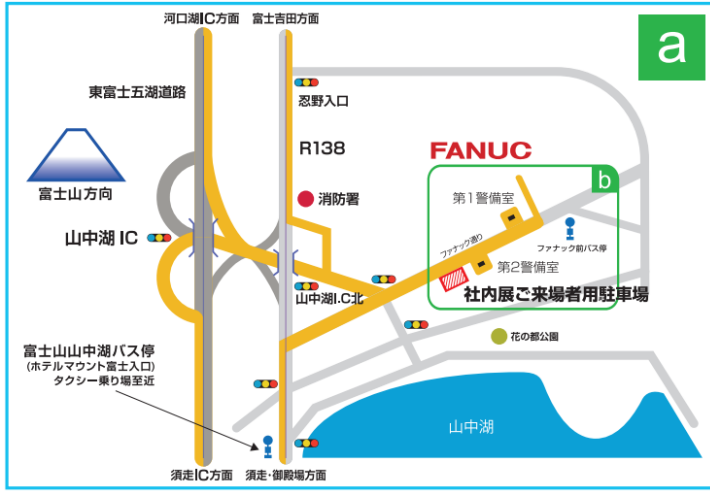 河口湖IC方面
富士吉田方面
a
東富士五湖道路
忍野入口
R138
FANUC
b
富士山方向
消防署
第1警備室
山中湖 IC
ファナック通り
ファナック前バス停
第2警備室
山中湖I.C北
社内展ご来場者用駐車場
富士山山中湖バス停
(ホテルマウント富士入口)
タクシー乗り場至近
花の都公園
山中湖
須走IC方面
須走・御殿場方面